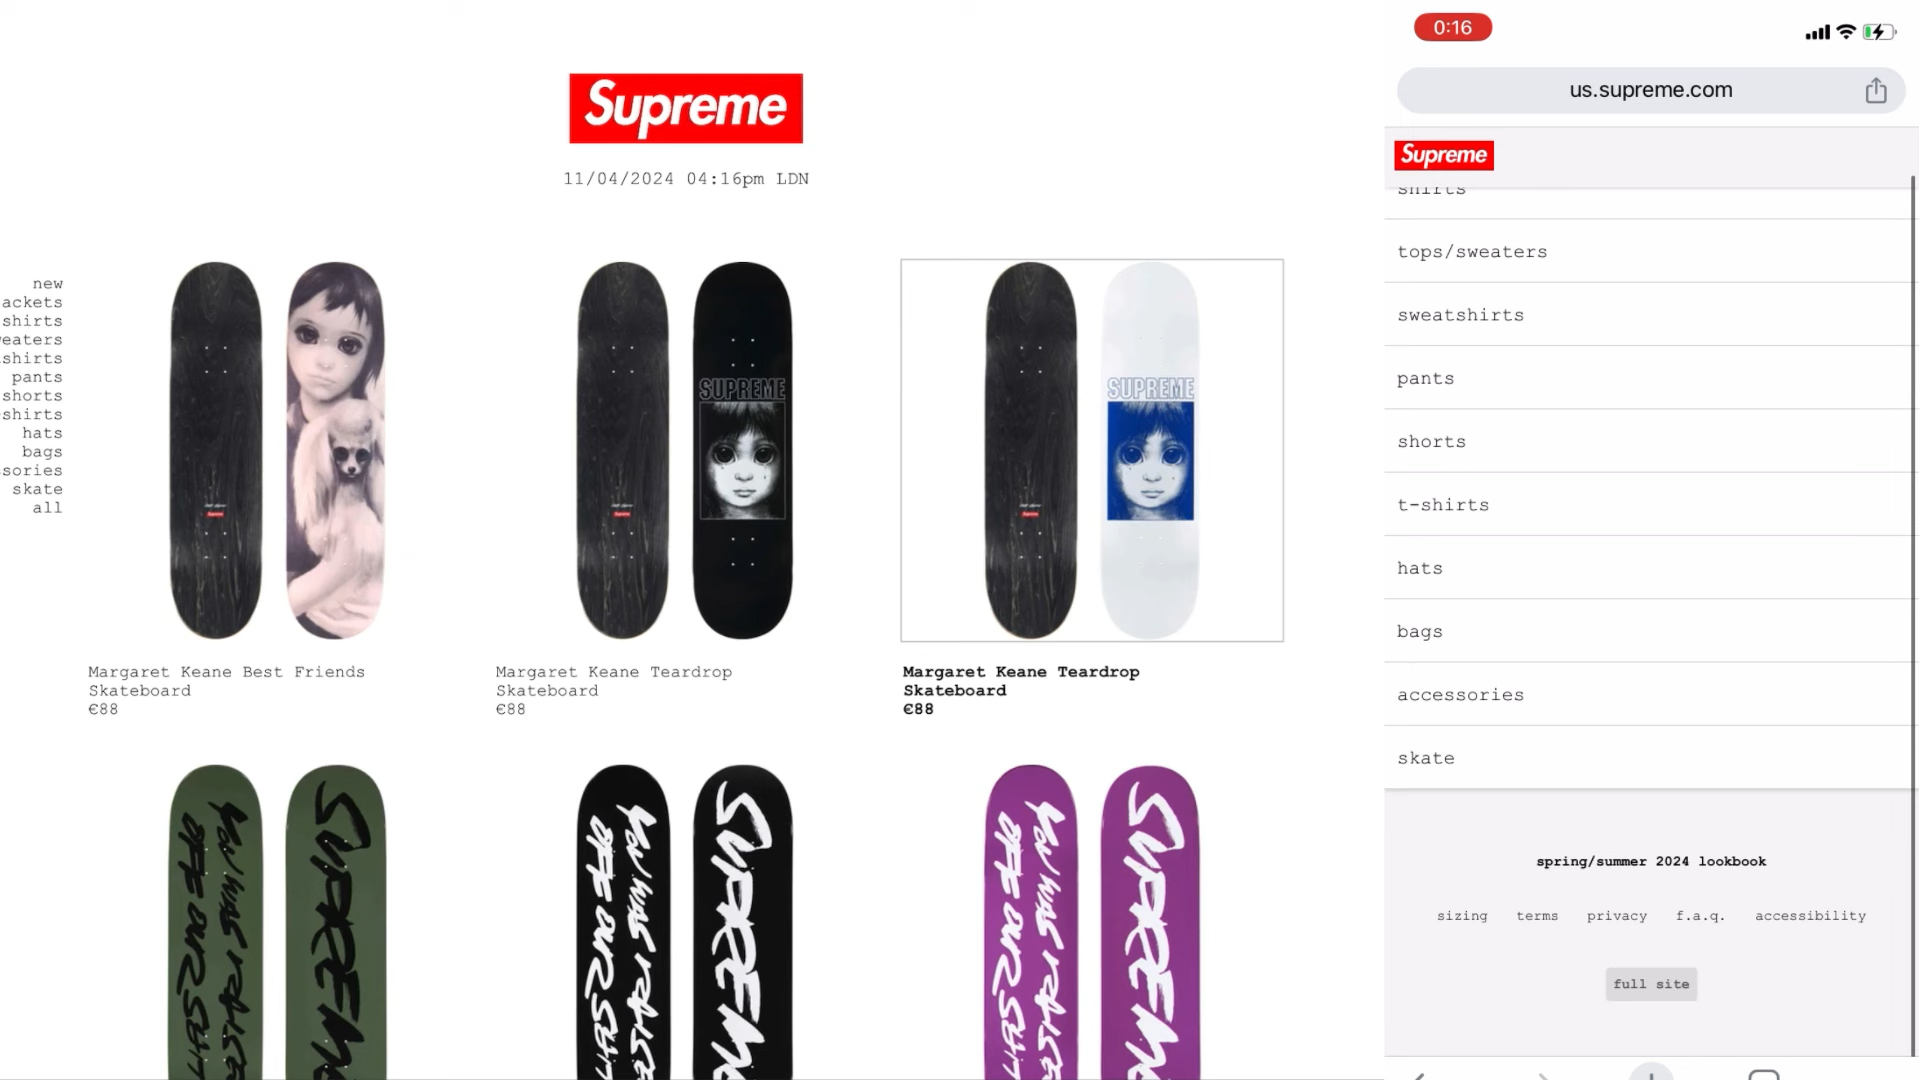 Supreme
11/04/2024 04:16pm LDN
new
ackets
shirts
eaters
shirts
pants
shorts
shirts
hats
bags
sories
skate
all
SUPREME
SUPREME
Margaret Keane Best Friends
Skateboard
€88
Margaret Keane Teardrop
Skateboard
€88
Margaret Keane Teardrop
Skateboard
€88
0:16
us.supreme.com
Supreme
shirts
tops/sweaters
sweatshirts
pants
shorts
t-shirts
hats
bags
accessories
skate
spring/summer 2024 lookbook
sizing terms privacy f.a.q. accessibility
full site